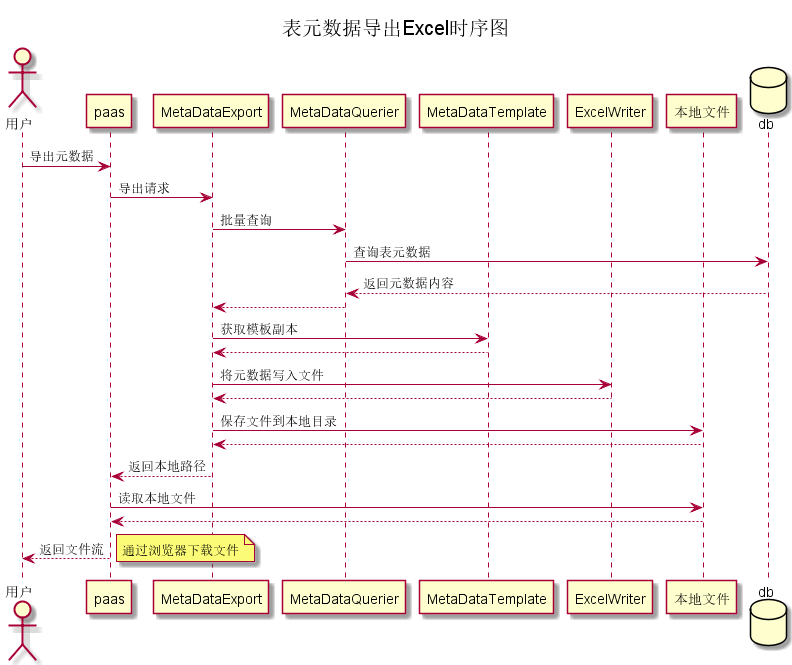 表元数据导出Excel时序图
用户
paas
MetaDataExport
MetaDataQuerier
MetaDataTemplate
ExcelWriter
本地文件
db
导出元数据
导出请求
批量查询
查询表元数据
返回元数据内容
获取模板副本
将元数据写入文件
保存文件到本地目录
返回本地路径
读取本地文件
返回文件流
通过浏览器下载文件
用户
paas
MetaDataExport
MetaDataQuerier
MetaDataTemplate
ExcelWriter
本地文件
db